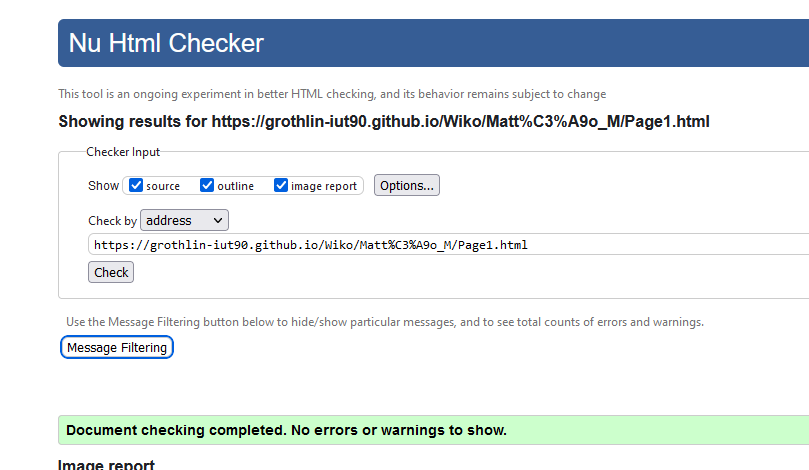 Nu Html Checker
This tool is an ongoing experiment in better HTML checking, and its behavior remains subject to change
Showing results for https://grothlin-iut90.github.io/Wiko/Matt%C3%A9o_M/Page1.html
Checker Input
Show source outline image report Options...
Check by address
https://grothlin-iut90.github.io/Wiko/Matt%C3%A9o_M/Page1.html
Check
Use the Message Filtering button below to hide/show particular messages, and to see total counts of errors and warnings.
Message Filtering
Document checking completed. No errors or warnings to show.
Image report